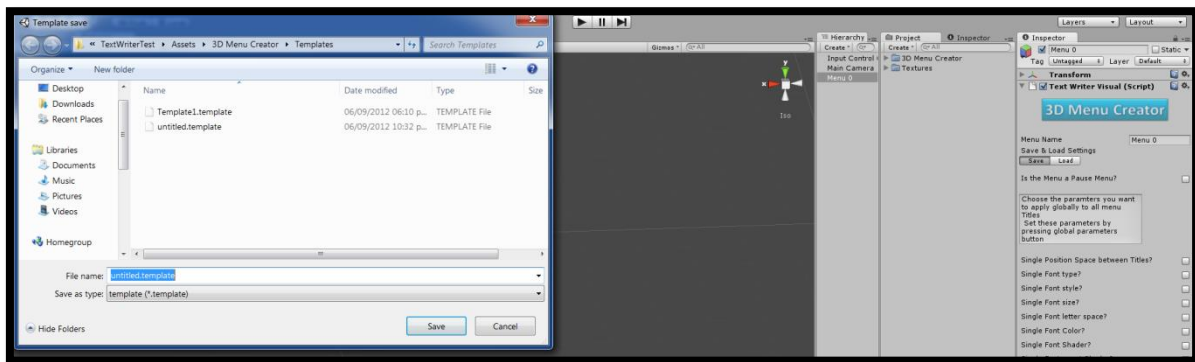 Template save
« TextWriterTest ▸ Assets ▸ 3D Menu Creator ▸ Templates
Search Templates
Organize ▾ New folder
Desktop
Downloads
Recent Places
Libraries
Documents
Music
Pictures
Videos
Homegroup
Name Date modified Type Size
Template1.template 06/09/2012 06:10 p... TEMPLATE File
untitled.template 06/09/2012 10:32 p... TEMPLATE File
File name: untitled.template
Save as type: template (*.template)
Hide Folders
Save Cancel
Gizmos All
y
x
Iso
Hierarchy
Create All
Input Control
Main Camera
Menu 0
Project Inspector
Create All
3D Menu Creator
Textures
Layers Layout
Inspector
Menu 0 Static
Tag Untagged Layer Default
Transform
Text Writer Visual (Script)
3D Menu Creator
Menu Name Menu 0
Save & Load Settings
Save Load
Is the Menu a Pause Menu?
Choose the paramters you want
to apply globally to all menu
Titles
Set these parameters by
pressing global parameters
button
Single Position Space between Titles?
Single Font type?
Single Font style?
Single Font size?
Single Font letter space?
Single Font Color?
Single Font Shader?